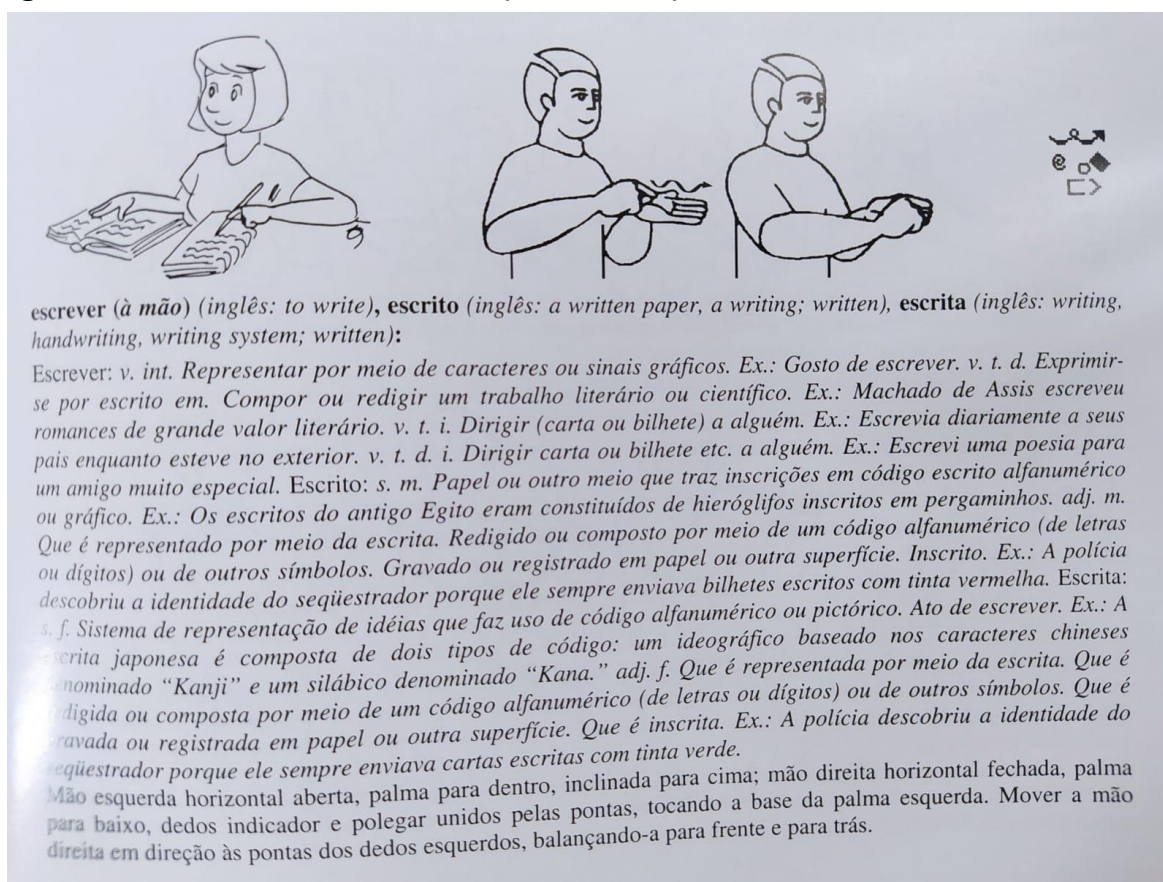 escrever (à mão) (inglês: to write), escrito (inglês: a written paper, a writing; written), escrita (inglês: writing,
handwriting, writing system; written):
Escrever: v. int. Representar por meio de caracteres ou sinais gráficos. Ex.: Gosto de escrever. v. t. d. Exprimir-
se por escrito em. Compor ou redigir um trabalho literário ou científico. Ex.: Machado de Assis escreveu
romances de grande valor literário. v. t. i. Dirigir (carta ou bilhete) a alguém. Ex.: Escrevia diariamente a seus
pais enquanto esteve no exterior. v. t. d. i. Dirigir carta ou bilhete etc. a alguém. Ex.: Escrevi uma poesia para
um amigo muito especial. Escrito: s. m. Papel ou outro meio que traz inscrições em código escrito alfanumérico
ou gráfico. Ex.: Os escritos do antigo Egito eram constituídos de hieróglifos inscritos em pergaminhos. adj. m.
Que é representado por meio da escrita. Redigido ou composto por meio de um código alfanumérico (de letras
ou dígitos) ou de outros símbolos. Gravado ou registrado em papel ou outra superfície. Inscrito. Ex.: A polícia
descobriu a identidade do seqüestrador porque ele sempre enviava bilhetes escritos com tinta vermelha. Escrita:
s. f. Sistema de representação de idéias que faz uso de código alfanumérico ou pictórico. Ato de escrever. Ex.: A
escrita japonesa é composta de dois tipos de código: um ideográfico baseado nos caracteres chineses
denominado “Kanji” e um silábico denominado “Kana.” adj. f. Que é representada por meio da escrita. Que é
redigida ou composta por meio de um código alfanumérico (de letras ou dígitos) ou de outros símbolos. Que é
gravada ou registrada em papel ou outra superfície. Que é inscrita. Ex.: A polícia descobriu a identidade do
seqüestrador porque ele sempre enviava cartas escritas com tinta verde.
Mão esquerda horizontal aberta, palma para dentro, inclinada para cima; mão direita horizontal fechada, palma
para baixo, dedos indicador e polegar unidos pelas pontas, tocando a base da palma esquerda. Mover a mão
direita em direção às pontas dos dedos esquerdos, balançando-a para frente e para trás.